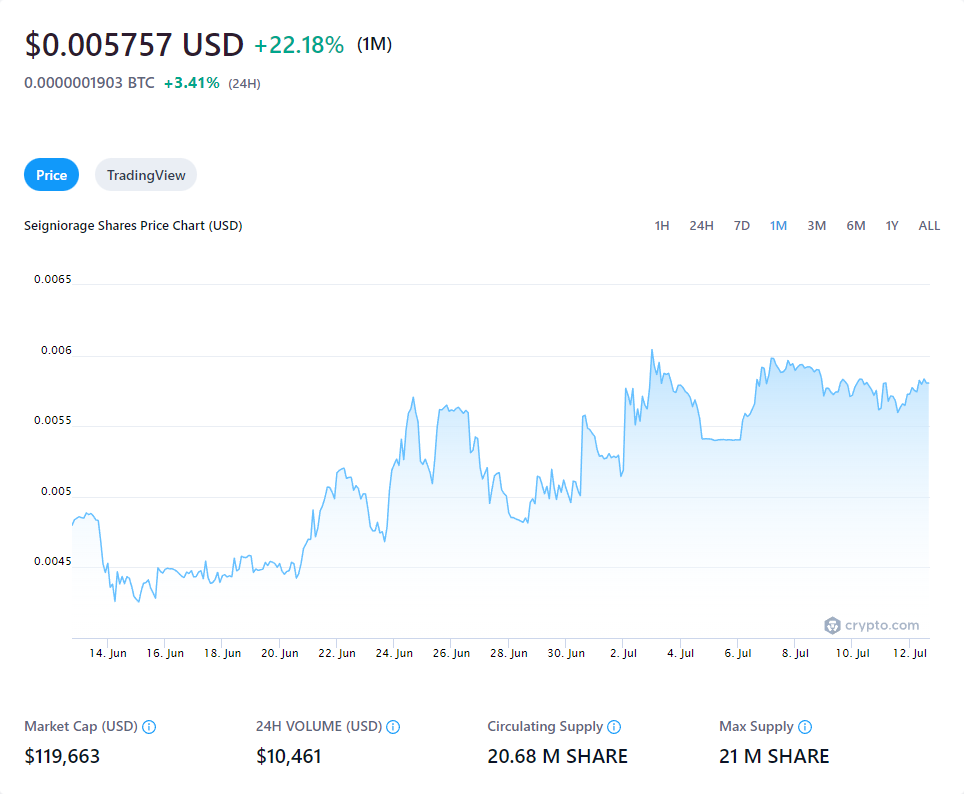 $0.005757 USD +22.18% (1M)
0.0000001903 BTC +3.41% (24H)
Price TradingView
Seigniorage Shares Price Chart (USD) 1H 24H 7D 1M 3M 6M 1Y ALL
0.0065
0.006
0.0055
0.005
0.0045
crypto.com
14. Jun 16. Jun 18. Jun 20. Jun 22. Jun 24. Jun 26. Jun 28. Jun 30. Jun 2. Jul 4. Jul 6. Jul 8. Jul 10. Jul 12. Jul
Market Cap (USD) 24H VOLUME (USD) Circulating Supply Max Supply
$119,663 $10,461 20.68 M SHARE 21 M SHARE